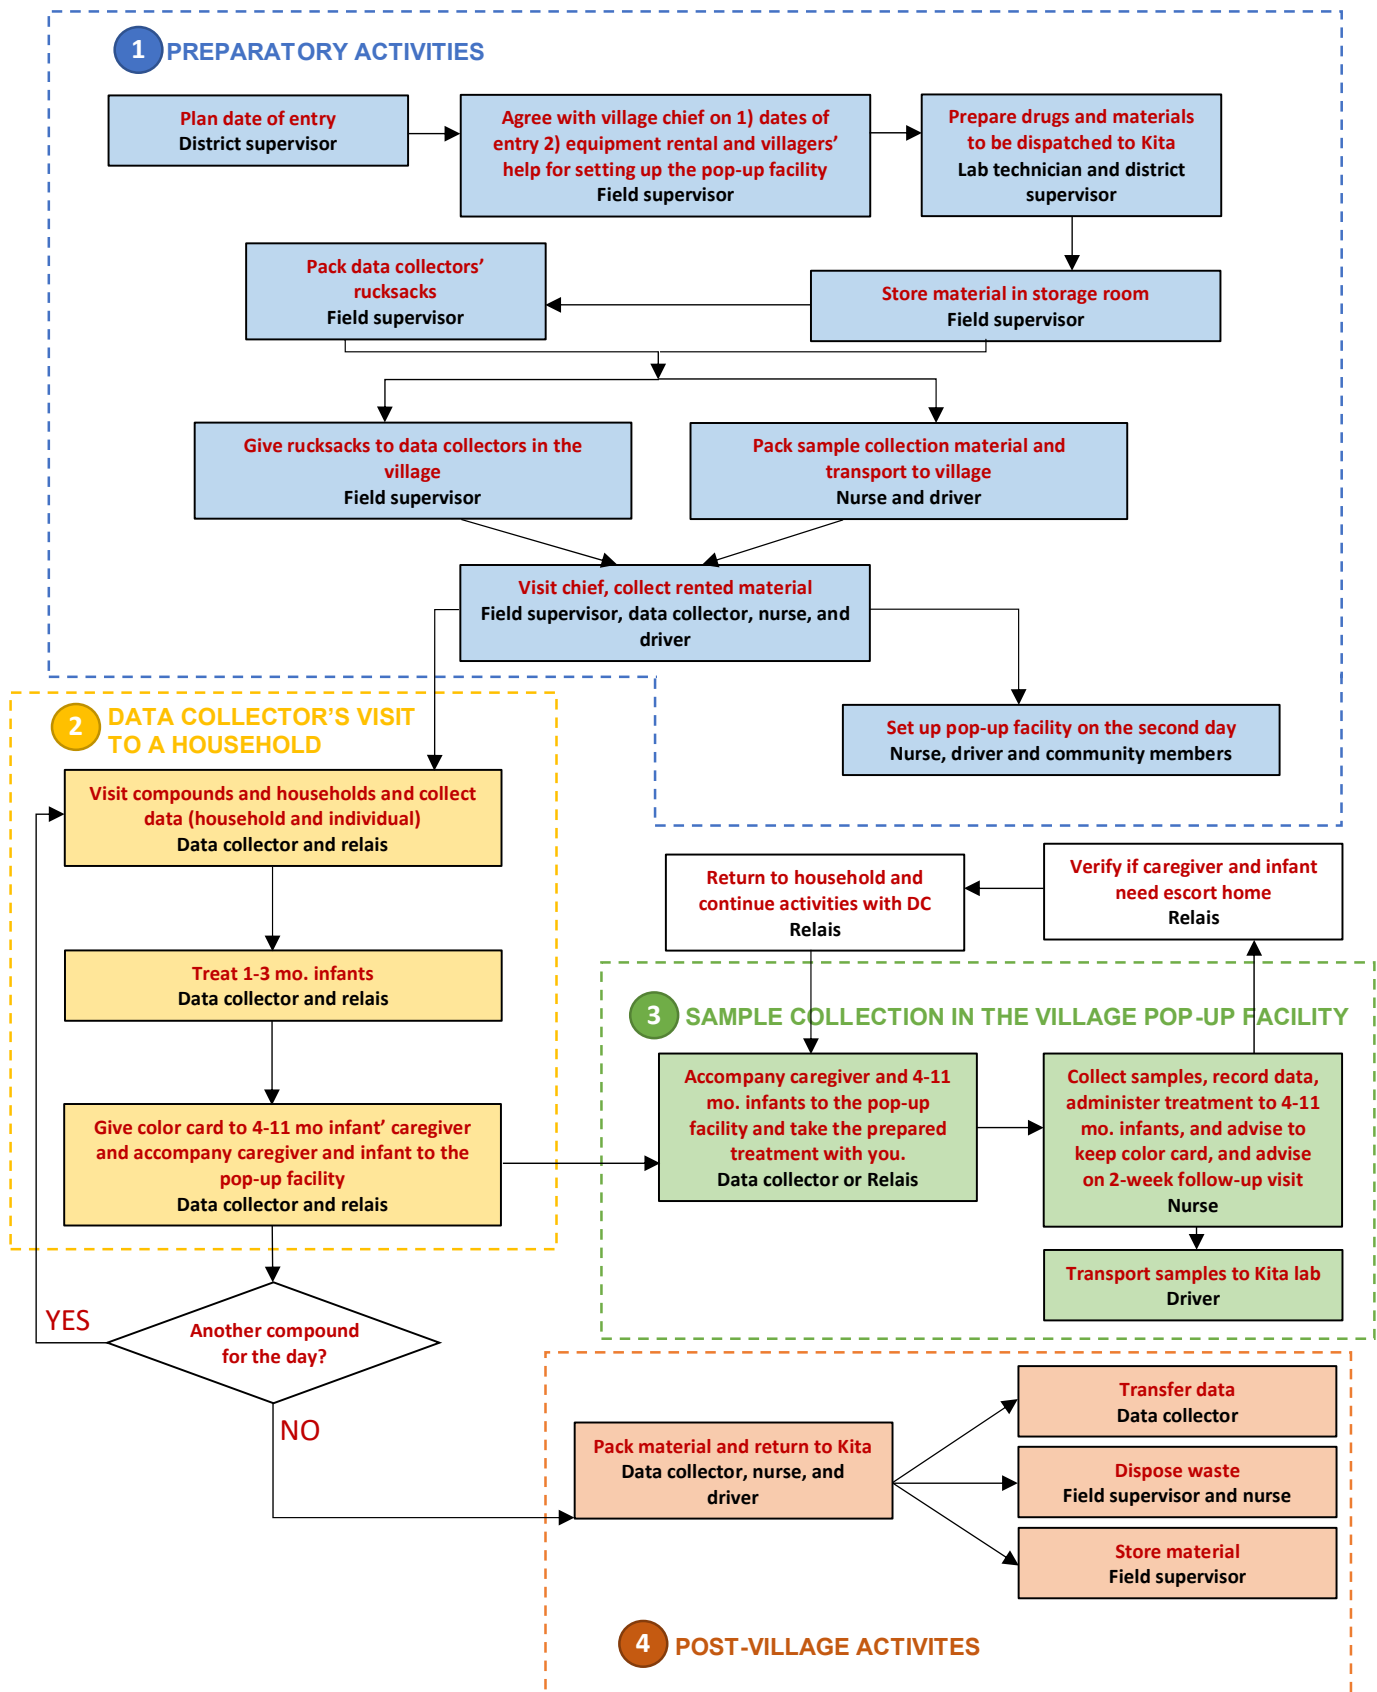 1 PREPARATORY ACTIVITIES
Plan date of entry
District supervisor
Agree with village chief on 1) dates of
entry 2) equipment rental and villagers’
help for setting up the pop-up facility
Field supervisor
Prepare drugs and materials
to be dispatched to Kita
Lab technician and district
supervisor
Pack data collectors’
rucksacks
Field supervisor
Store material in storage room
Field supervisor
Give rucksacks to data collectors in the
village
Field supervisor
Pack sample collection material and
transport to village
Nurse and driver
Visit chief, collect rented material
Field supervisor, data collector, nurse, and
driver
Set up pop-up facility on the second day
Nurse, driver and community members
2 DATA COLLECTOR’S VISIT
TO A HOUSEHOLD
Visit compounds and households and collect
data (household and individual)
Data collector and relais
Treat 1-3 mo. infants
Data collector and relais
Give color card to 4-11 mo infant’ caregiver
and accompany caregiver and infant to the
pop-up facility
Data collector and relais
Another compound
for the day?
YES
NO
Return to household and
continue activities with DC
Relais
Verify if caregiver and infant
need escort home
Relais
3 SAMPLE COLLECTION IN THE VILLAGE POP-UP FACILITY
Accompany caregiver and 4-11
mo. infants to the pop-up
facility and take the prepared
treatment with you.
Data collector or Relais
Collect samples, record data,
administer treatment to 4-11
mo. infants, and advise to
keep color card, and advise
on 2-week follow-up visit
Nurse
Transport samples to Kita lab
Driver
Pack material and return to Kita
Data collector, nurse, and
driver
Transfer data
Data collector
Dispose waste
Field supervisor and nurse
Store material
Field supervisor
4 POST-VILLAGE ACTIVITES